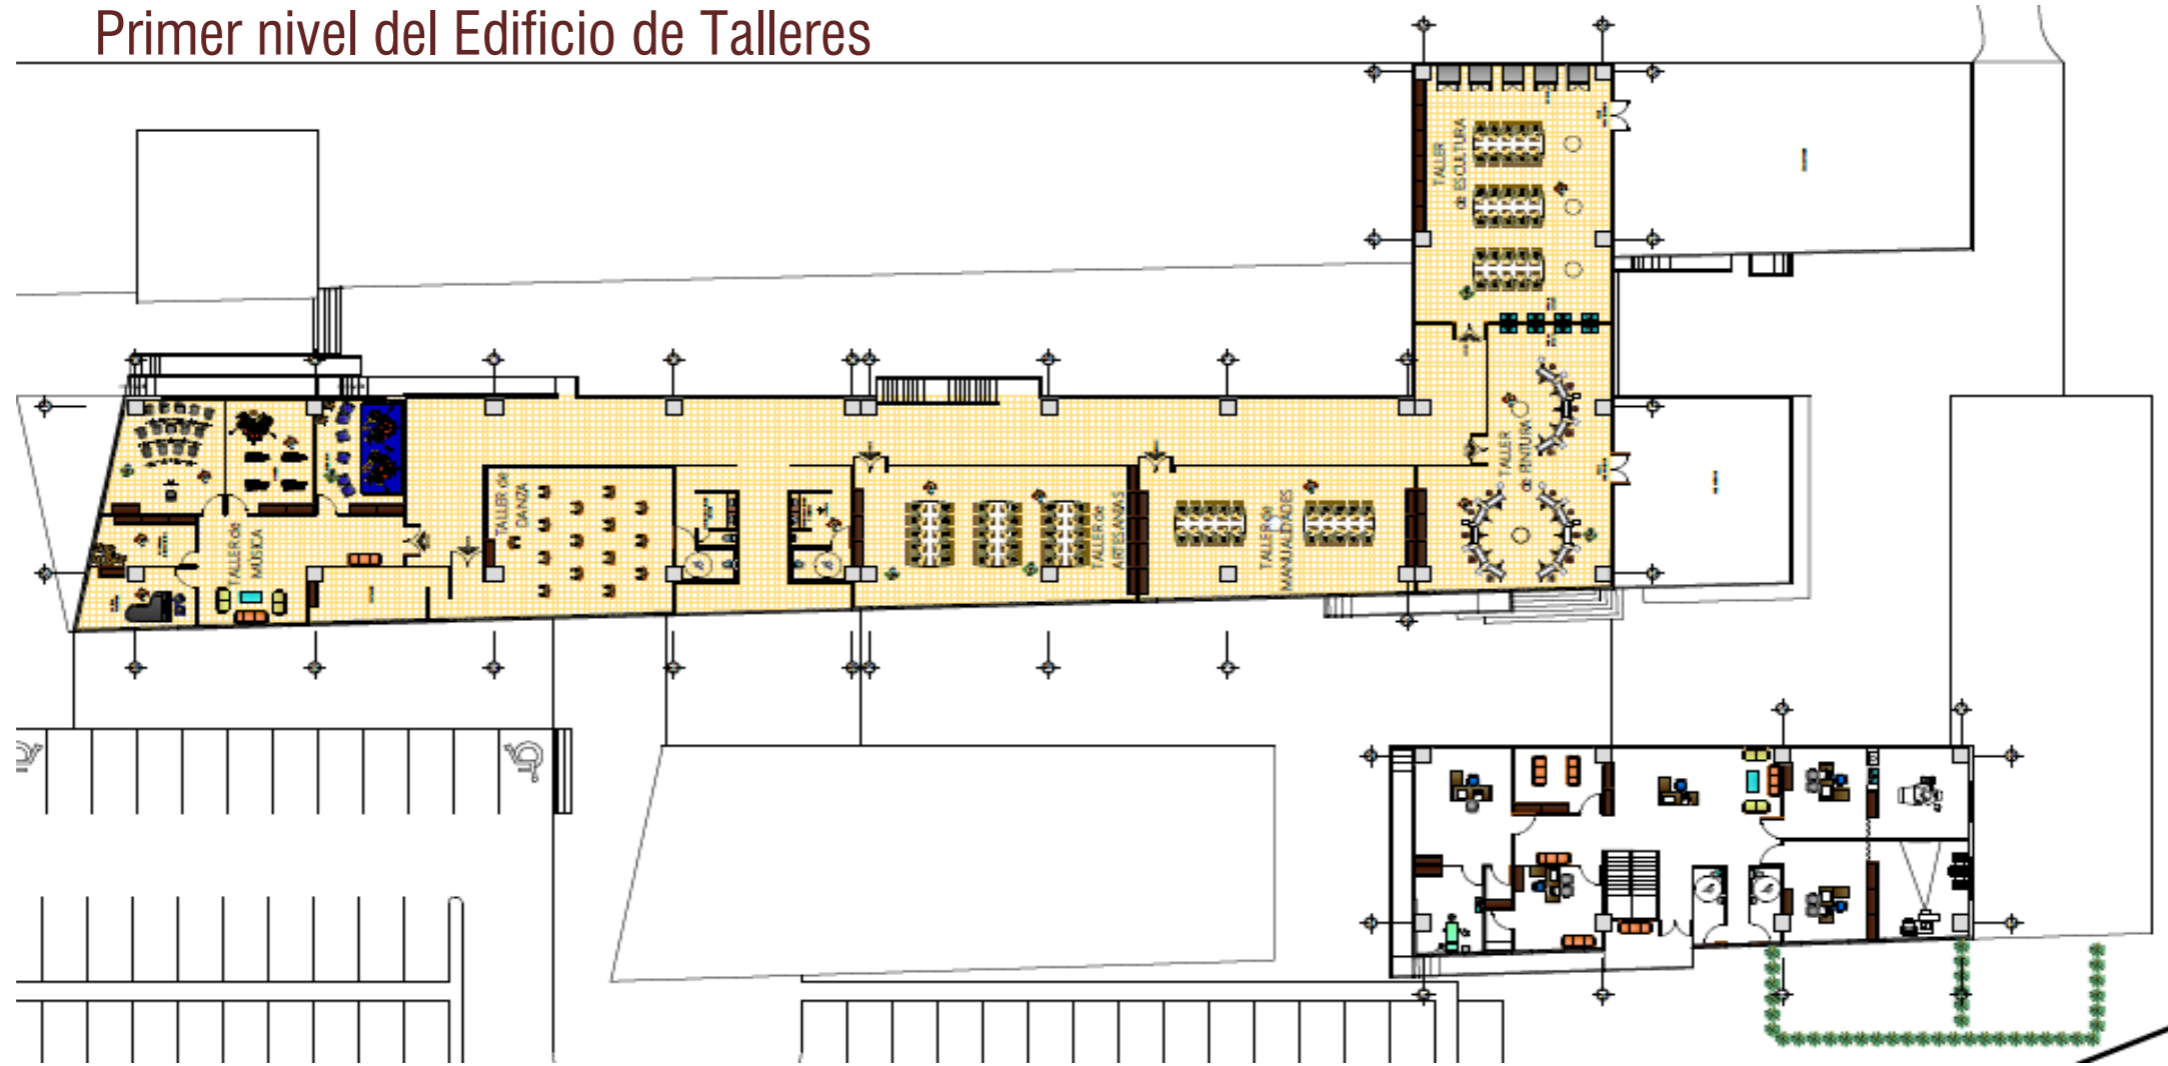 Primer nivel del Edificio de Talleres
TALLER
de ESCULTURA
TALLER de
MÚSICA
TALLER de
DANZA
TALLER de
ARTESANIAS
TALLER de
MANUALIDADES
TALLER
de PINTURA